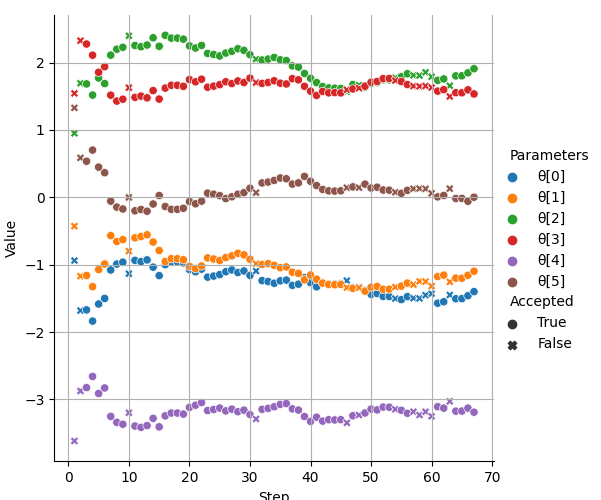 2
1
0
−1
−2
−3
Value
0
10
20
30
40
50
60
70
Step
Parameters
θ[0]
θ[1]
θ[2]
θ[3]
θ[4]
θ[5]
Accepted
True
False